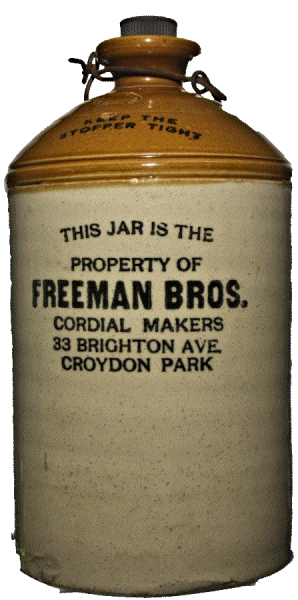 KEEP THE
STOPPER TIGHT
THIS JAR IS THE
PROPERTY OF
FREEMAN BROS.
CORDIAL MAKERS
33 BRIGHTON AVE.
CROYDON PARK